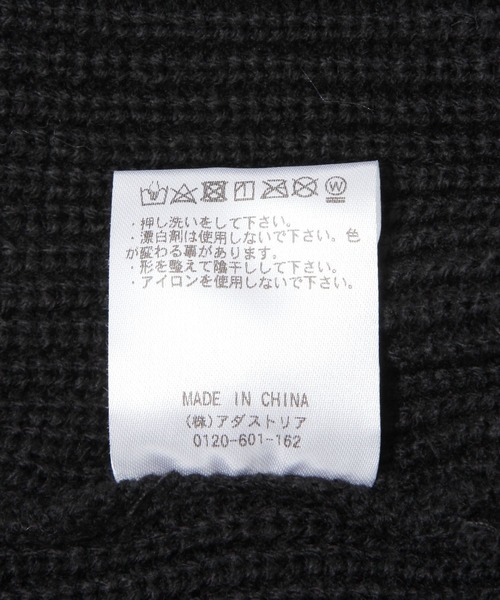 ・押し洗いをして下さい。
・漂白剤は使用しないで下さい。色
が変わる事があります。
・形を整えて陰干しして下さい。
・アイロンを使用しないで下さい。
MADE IN CHINA
(株)アダストリア
0120-601-162